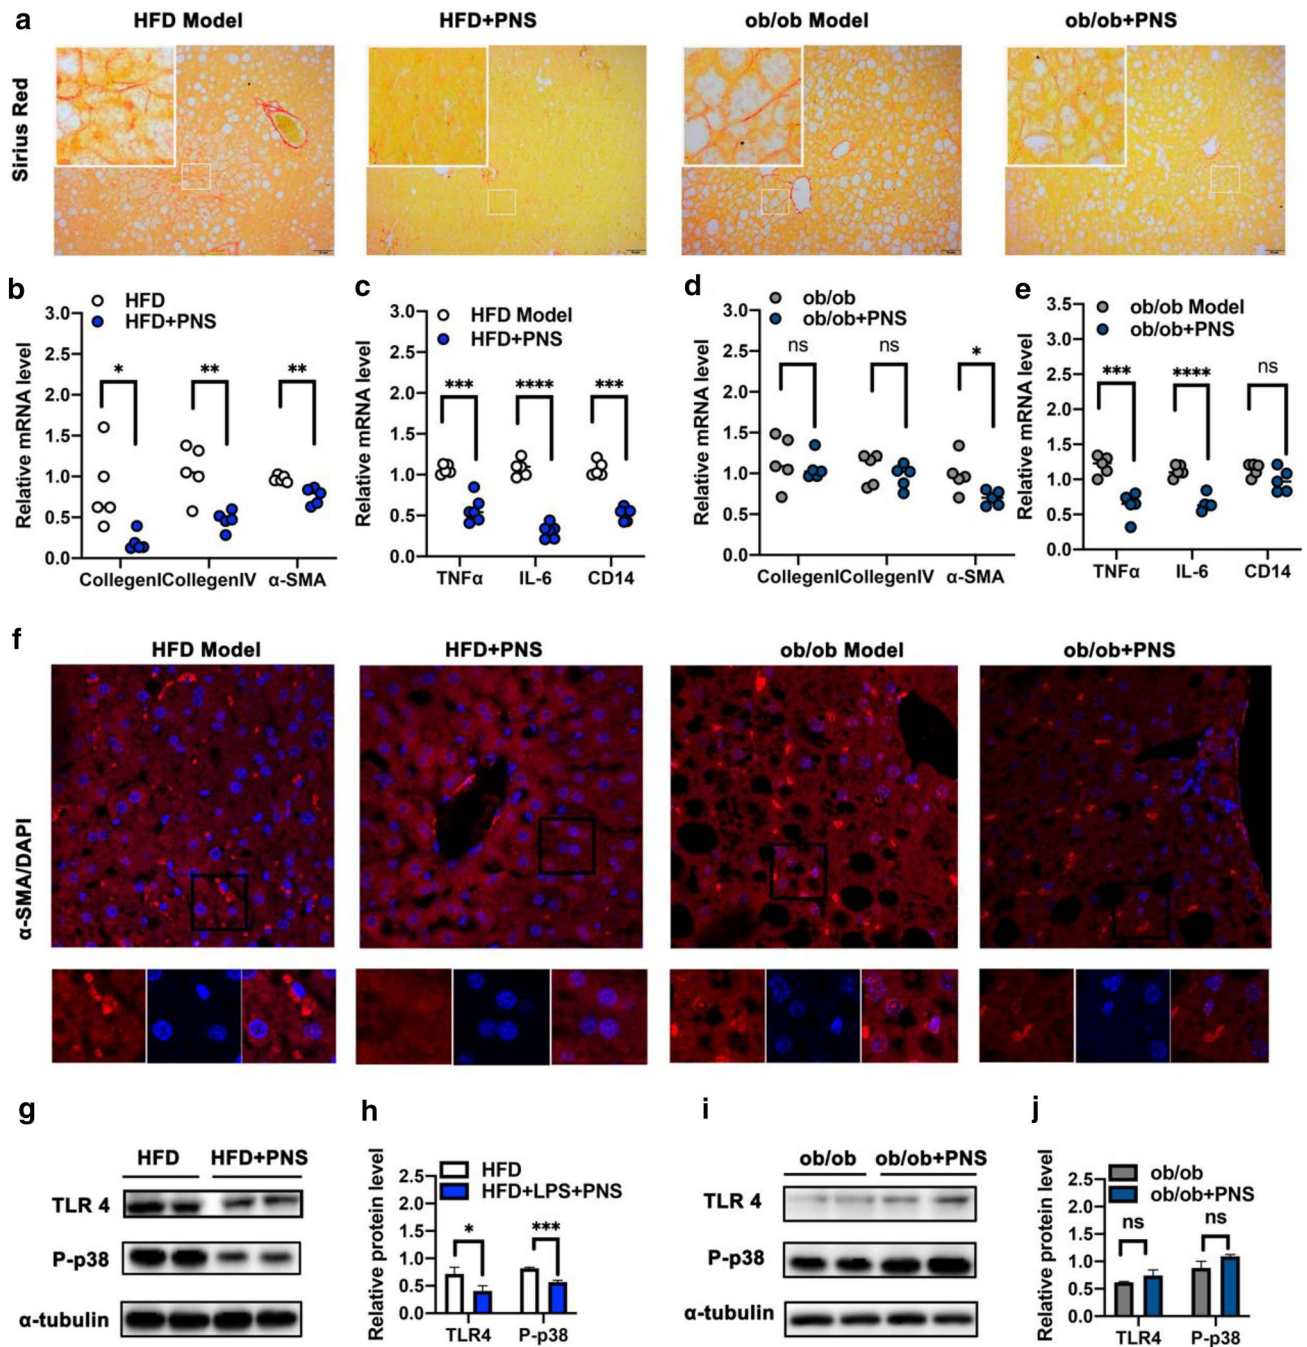 a
HFD Model
HFD+PNS
ob/ob Model
ob/ob+PNS
Sirius Red
b
HFD
HFD+PNS
Relative mRNA level
3.0
2.5
2.0
1.5
1.0
0.5
0.0
*
**
**
CollegenI
CollegenIV
α-SMA
c
HFD Model
HFD+PNS
Relative mRNA level
3.0
2.5
2.0
1.5
1.0
0.5
0.0
***
****
***
TNFα
IL-6
CD14
d
ob/ob
ob/ob+PNS
Relative mRNA level
3.0
2.5
2.0
1.5
1.0
0.5
0.0
ns
ns
*
CollegenI
CollegenIV
α-SMA
e
ob/ob Model
ob/ob+PNS
Relative mRNA level
3.5
3.0
2.5
2.0
1.5
1.0
0.5
0.0
***
****
ns
TNFα
IL-6
CD14
f
HFD Model
HFD+PNS
ob/ob Model
ob/ob+PNS
α-SMA/DAPI
g
HFD
HFD+PNS
TLR 4
P-p38
α-tubulin
h
HFD
HFD+LPS+PNS
Relative protein level
2.5
2.0
1.5
1.0
0.5
0.0
*
***
TLR4
P-p38
i
ob/ob
ob/ob+PNS
TLR 4
P-p38
α-tubulin
j
ob/ob
ob/ob+PNS
Relative protein level
2.5
2.0
1.5
1.0
0.5
0.0
ns
ns
TLR4
P-p38